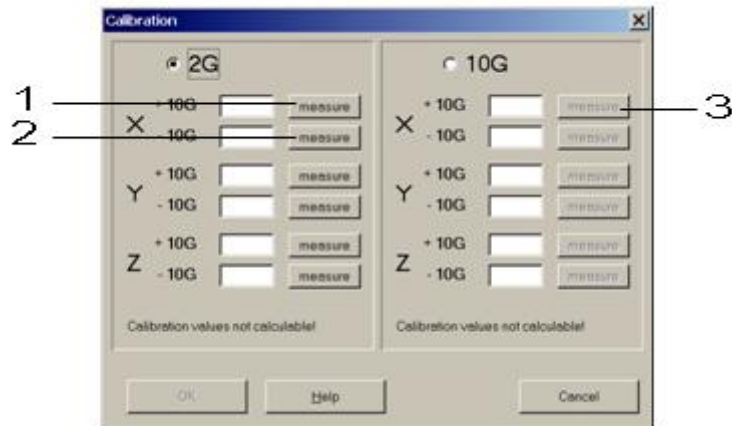 Calibration
2G
X
+ 10G measure
- 10G measure
Y
+ 10G measure
- 10G measure
Z
+ 10G measure
- 10G measure
Calibration values not calculable!
10G
X
+ 10G measure
- 10G measure
Y
+ 10G measure
- 10G measure
Z
+ 10G measure
- 10G measure
Calibration values not calculable!
OK Help Cancel
1
2
3